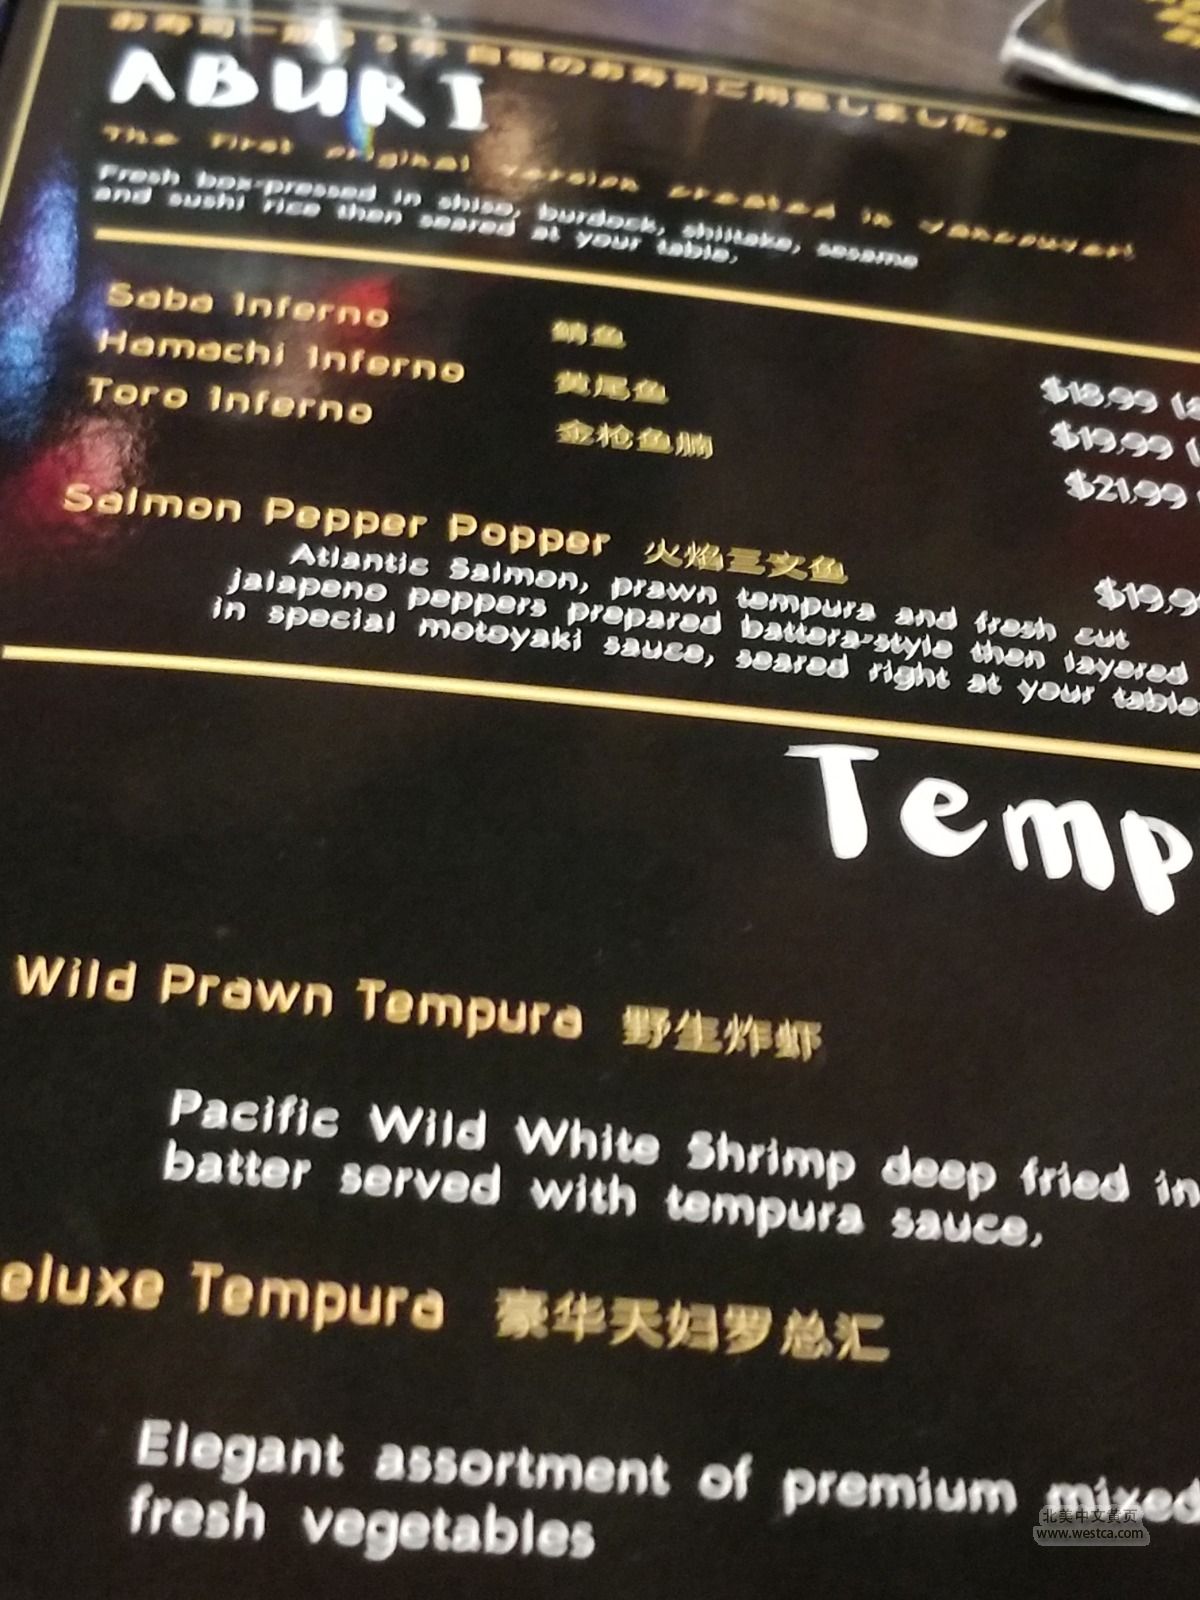 ABURI
The first original version created in Vancouver!
Fresh box-pressed in shiso, burdock, shiitake, sesame
and sushi rice then seared at your table.
Saba Inferno 鲭鱼 $18.99
Hamachi Inferno 黄尾鱼 $19.99
Toro Inferno 金枪鱼腩 $21.99
Salmon Pepper Popper 火焰三文鱼
Atlantic Salmon, prawn tempura and fresh cut
jalapeno peppers prepared battera-style then layered
in special motoyaki sauce, seared right at your table
Temp
Wild Prawn Tempura 野生炸虾
Pacific Wild White Shrimp deep fried in
batter served with tempura sauce.
eluxe Tempura 豪华天妇罗总汇
Elegant assortment of premium mixed
fresh vegetables
北美中文黄页
www.westca.com